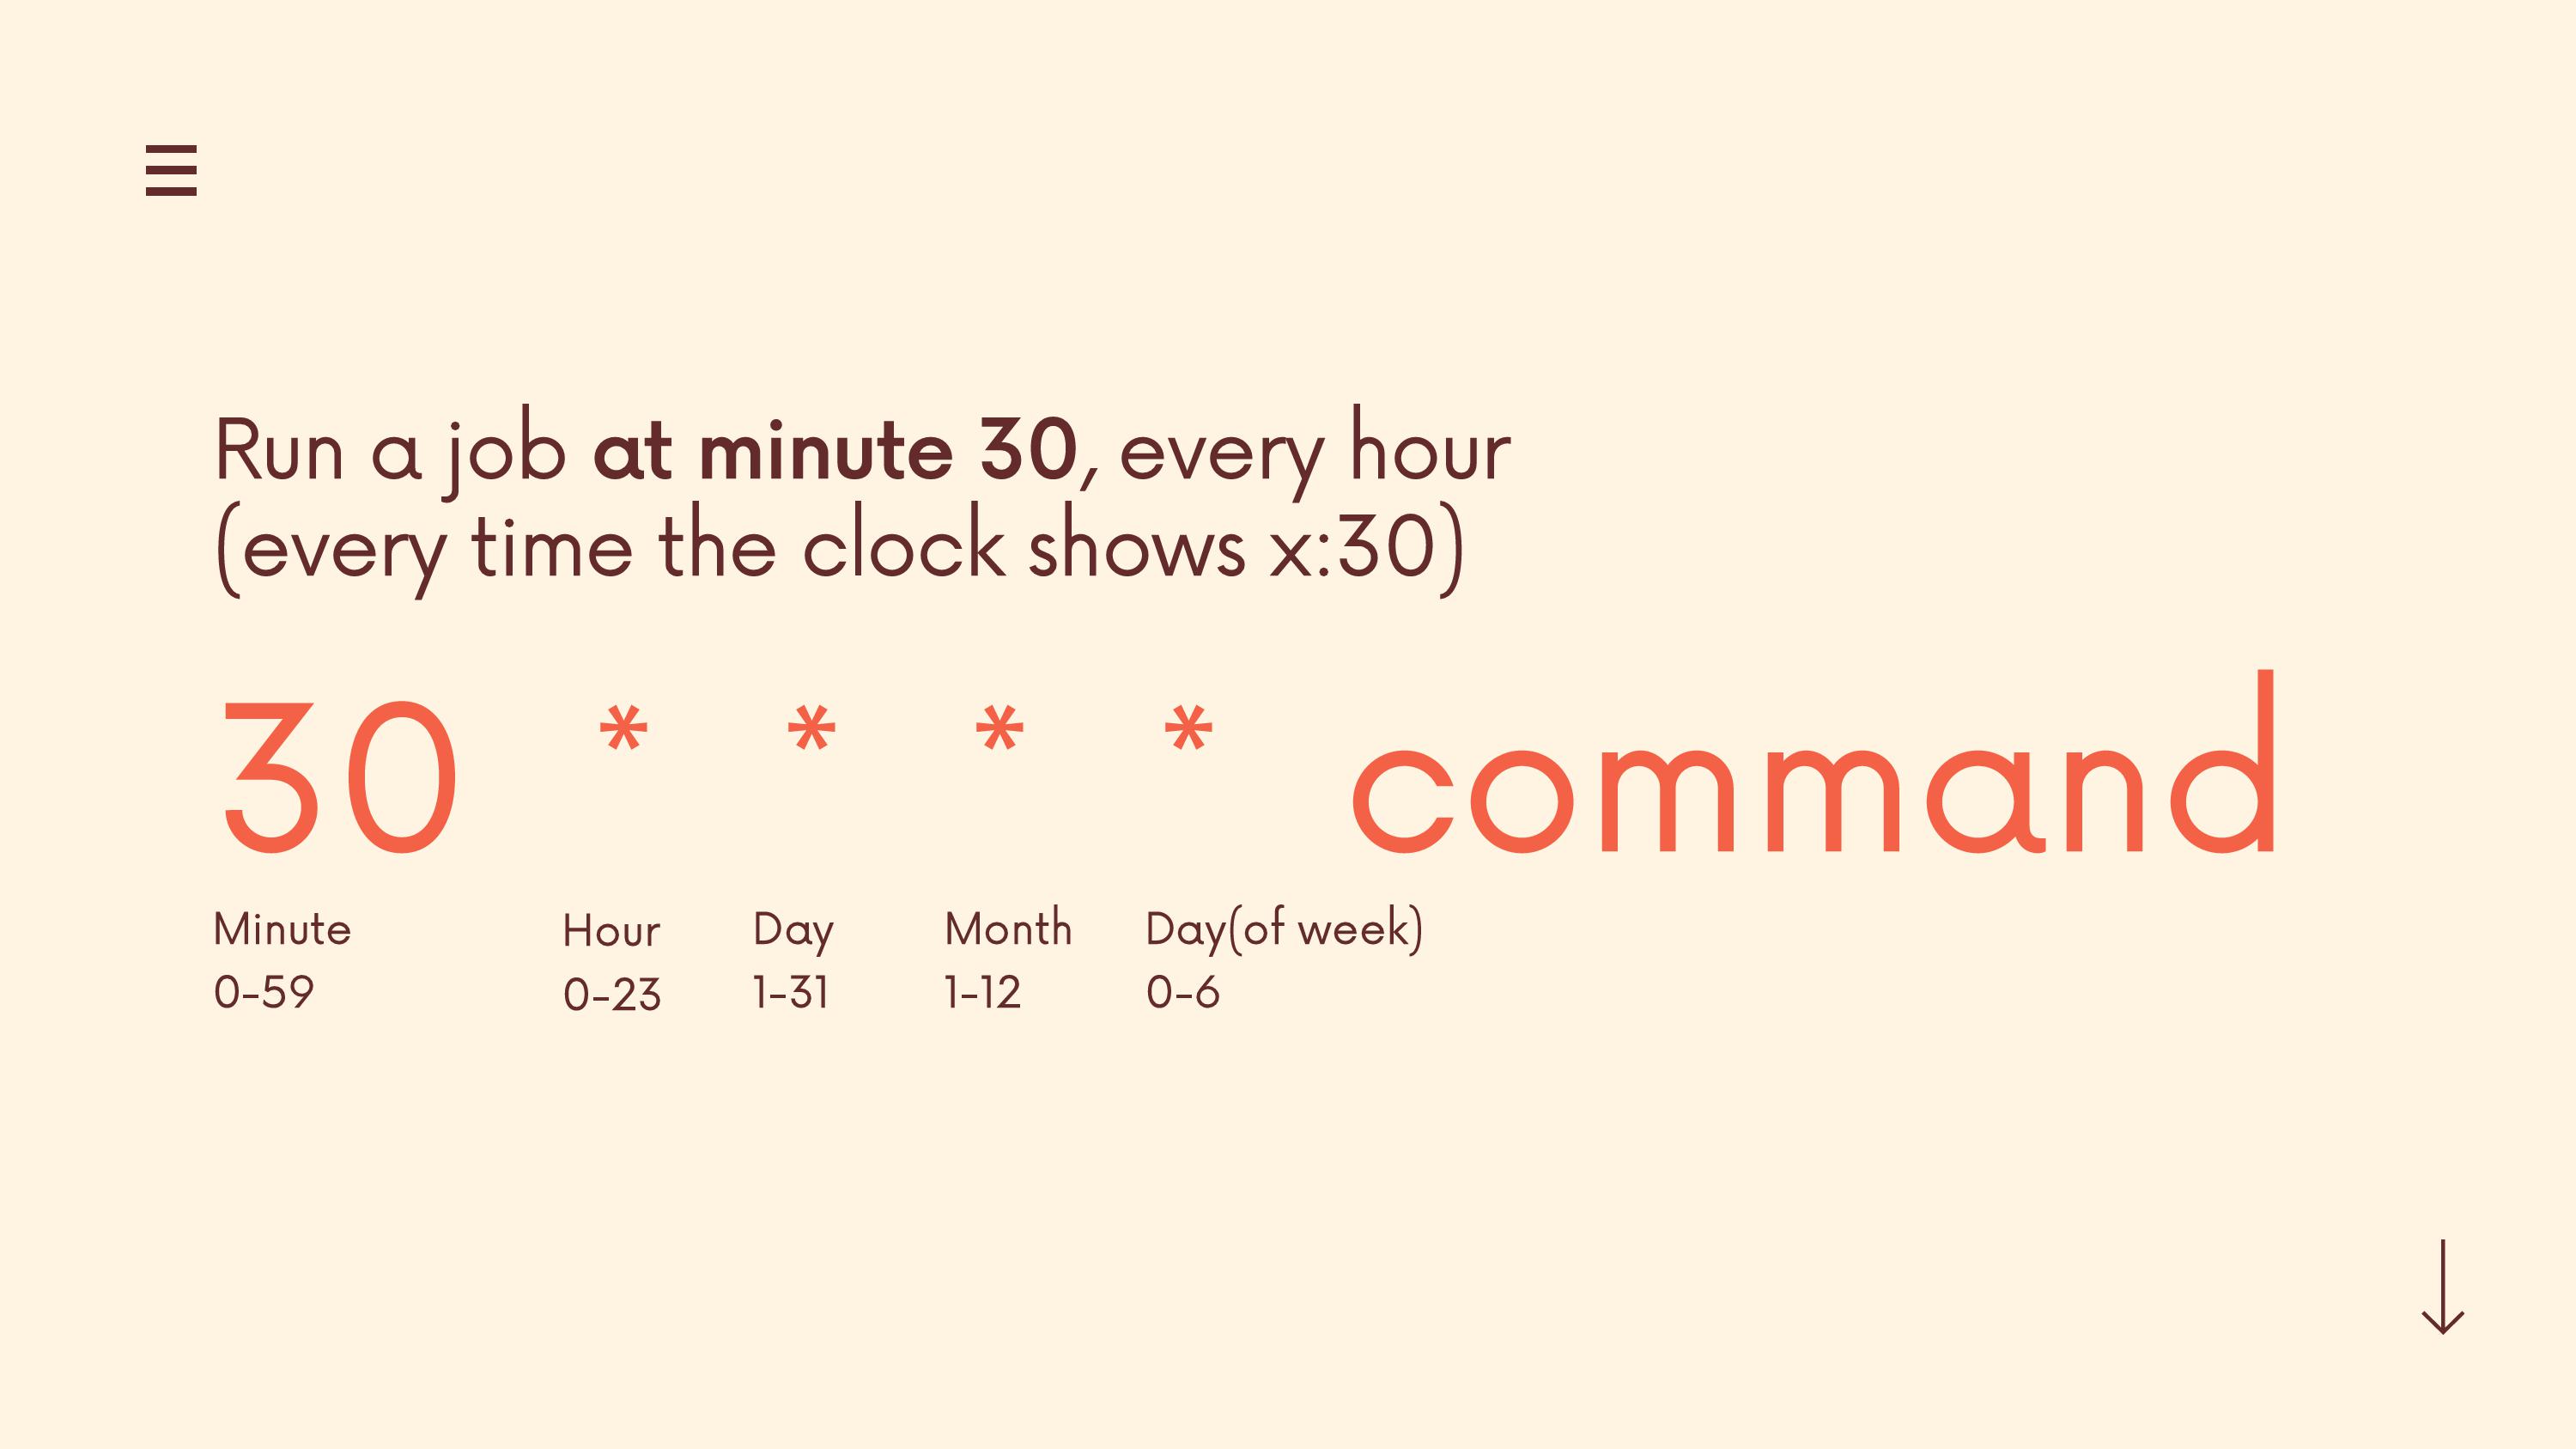 Run a job at minute 30, every hour
(every time the clock shows x:30)
30 * * * * command
Minute Hour Day Month Day(of week)
0-59 0-23 1-31 1-12 0-6